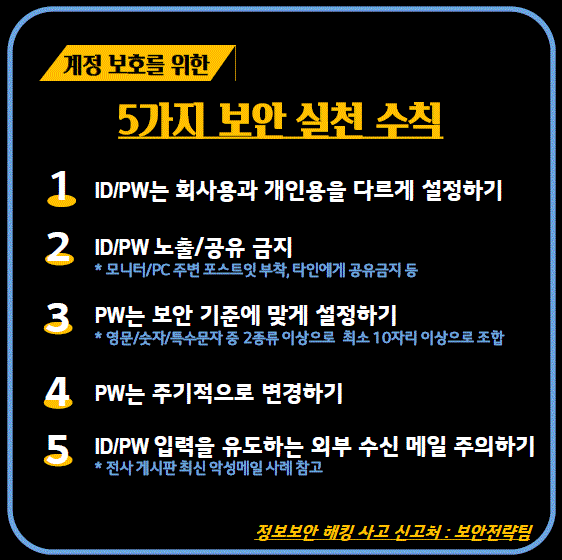 계정 보호를 위한
5가지 보안 실천 수칙
1 ID/PW는 회사용과 개인용을 다르게 설정하기
2 ID/PW 노출/공유 금지
* 모니터/PC 주변 포스트잇 부착, 타인에게 공유금지 등
3 PW는 보안 기준에 맞게 설정하기
* 영문/숫자/특수문자 중 2종류 이상으로 최소 10자리 이상으로 조합
4 PW는 주기적으로 변경하기
5 ID/PW 입력을 유도하는 외부 수신 메일 주의하기
* 전사 게시판 최신 악성메일 사례 참고
정보보안 해킹 사고 신고처 : 보안전략팀